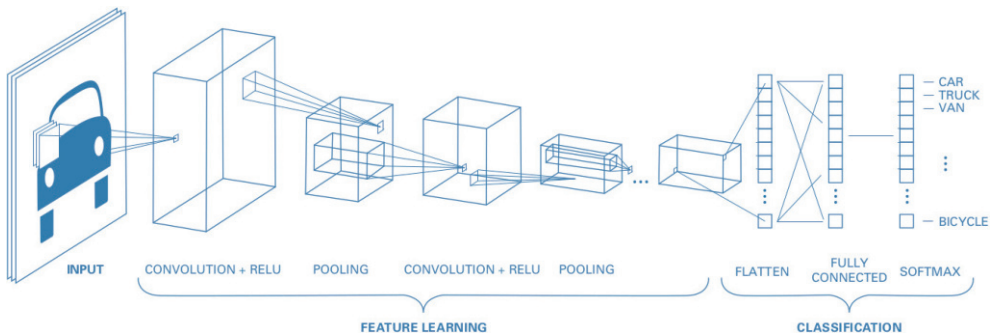 CAR
TRUCK
VAN
BICYCLE
INPUT
CONVOLUTION + RELU
POOLING
CONVOLUTION + RELU
POOLING
FLATTEN
FULLY
CONNECTED
SOFTMAX
FEATURE LEARNING
CLASSIFICATION